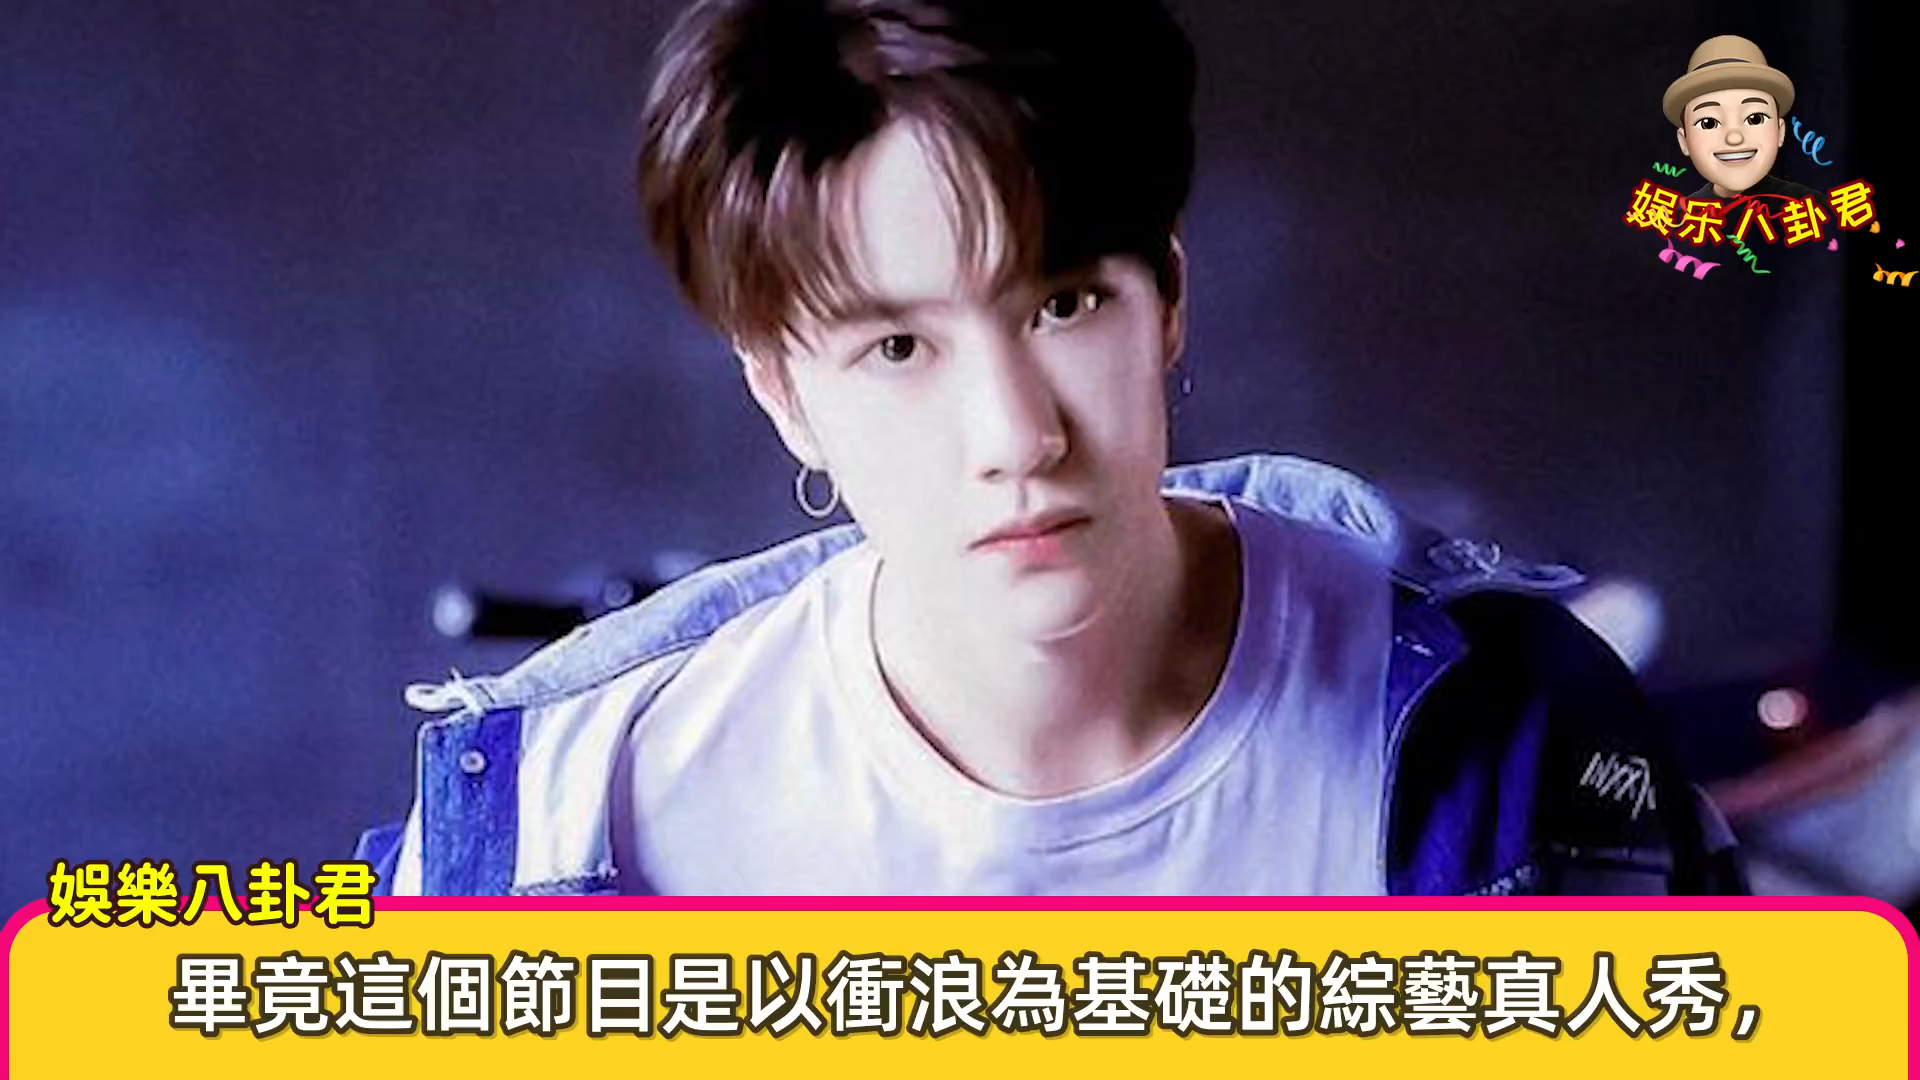 娱乐八卦君
娛樂八卦君
畢竟這個節目是以衝浪為基礎的綜藝真人秀，